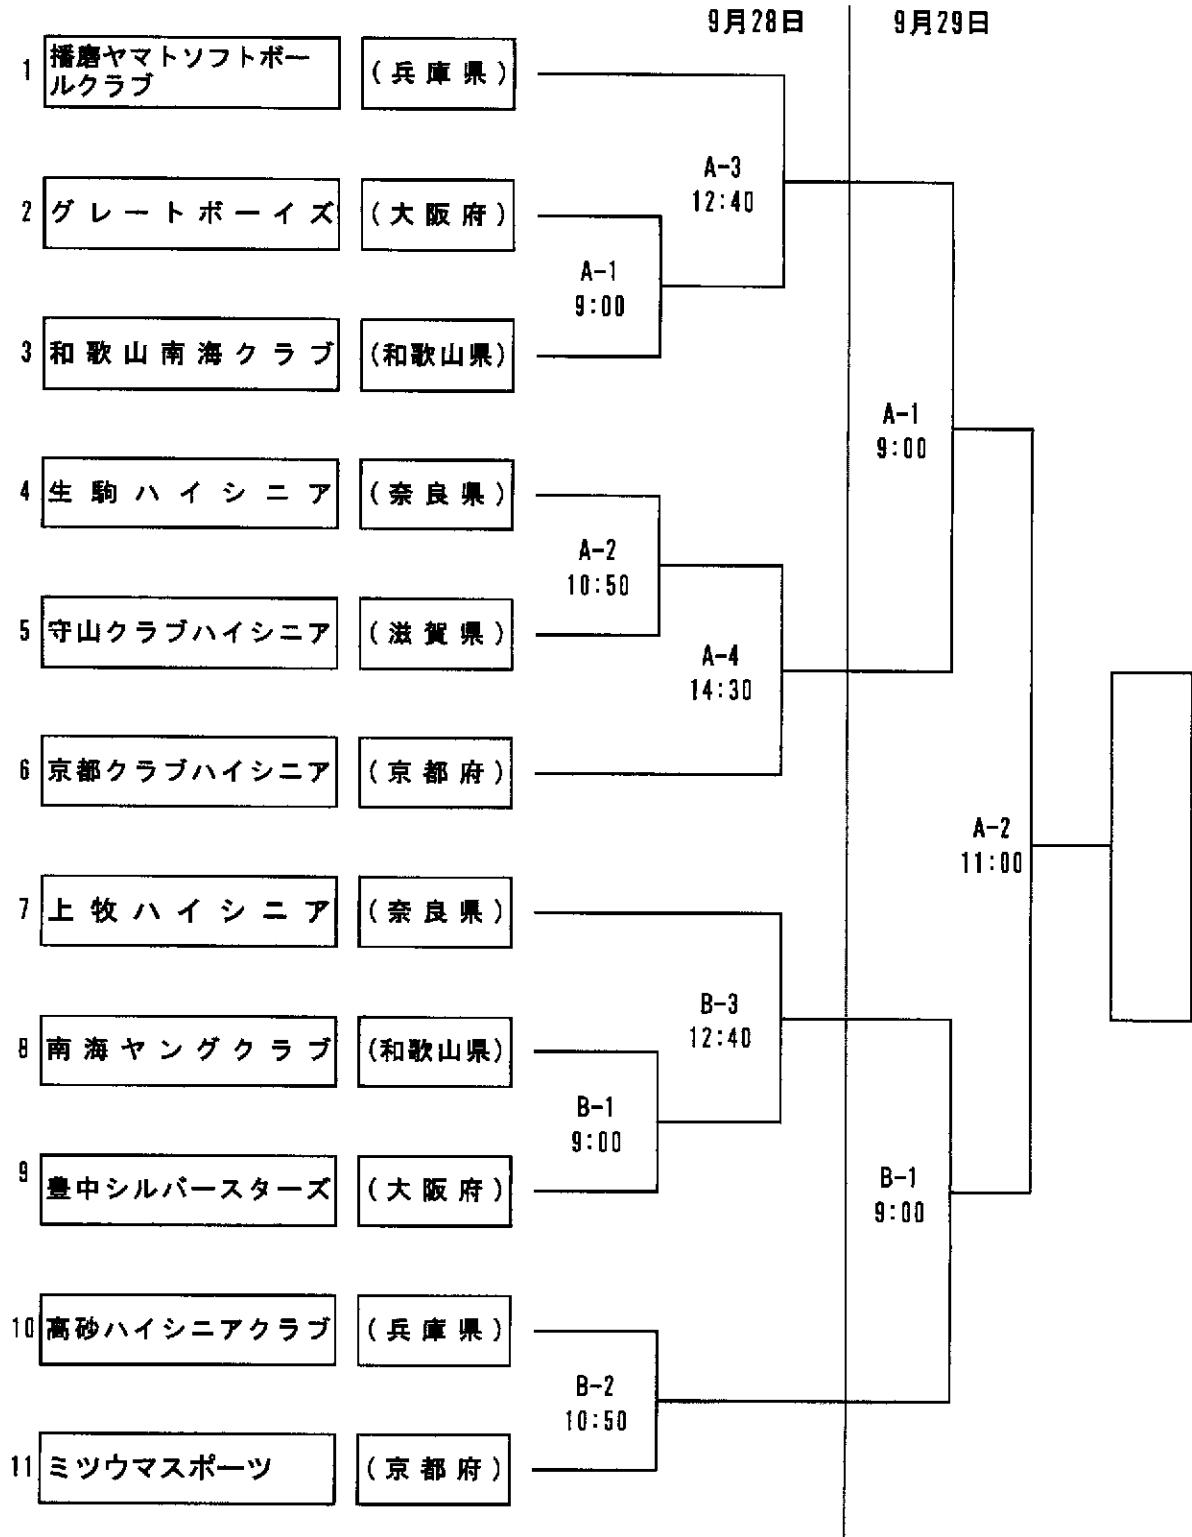 9月28日
9月29日
1 播磨ヤマトソフトボー
ルクラブ
(兵庫県)
A-3
12:40
2 グレートボーイズ (大阪府)
A-1
9:00
3 和歌山南海クラブ (和歌山県)
A-1
9:00
4 生駒ハイシニア (奈良県)
A-2
10:50
5 守山クラブハイシニア (滋賀県)
A-4
14:30
6 京都クラブハイシニア (京都府)
A-2
11:00
7 上牧ハイシニア (奈良県)
B-3
12:40
8 南海ヤングクラブ (和歌山県)
B-1
9:00
9 豊中シルバースターズ (大阪府)
B-1
9:00
10 高砂ハイシニアクラブ (兵庫県)
B-2
10:50
11 ミツウマスポーツ (京都府)